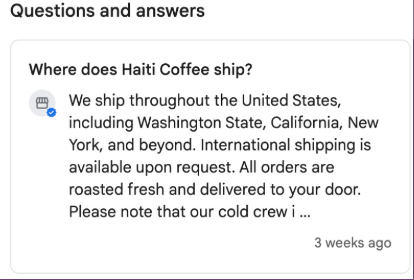 Questions and answers
Where does Haiti Coffee ship?
We ship throughout the United States,
including Washington State, California, New
York, and beyond. International shipping is
available upon request. All orders are
roasted fresh and delivered to your door.
Please note that our cold crew i ...
3 weeks ago